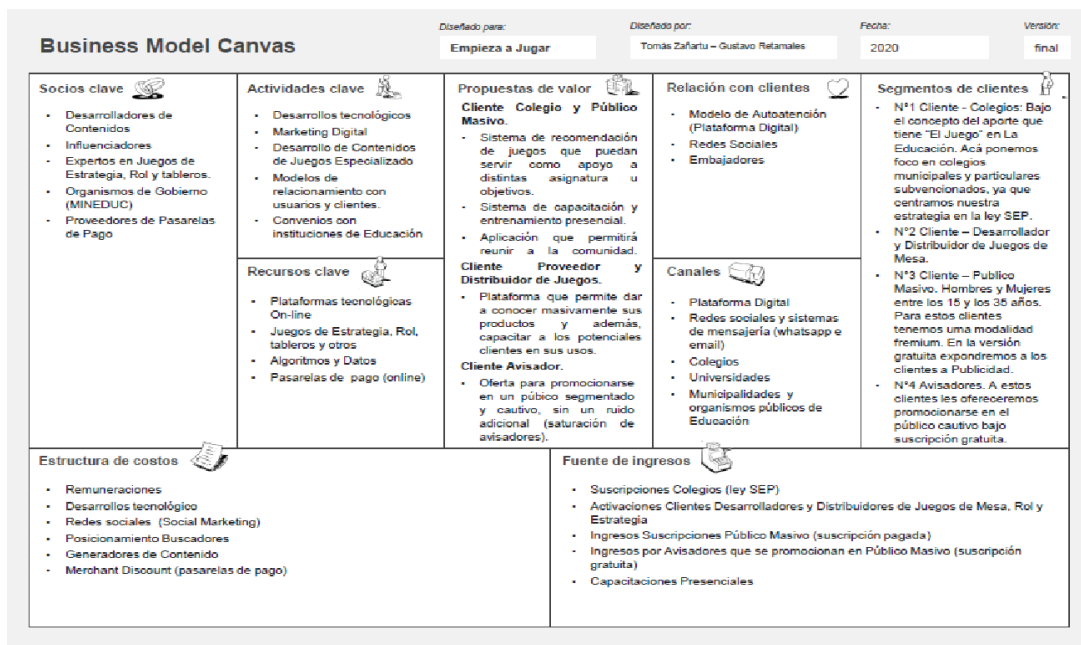 Diseñado para:
Diseñado por:
Fecha:
Versión:
Business Model Canvas
Empieza a Jugar
Tomás Zañartu – Gustavo Retamales
2020
final
Socios clave
• Desarrolladores de
Contenidos
• Influenciadores
• Expertos en Juegos de
Estrategia, Rol y tableros.
• Organismos de Gobierno
(MINEDUC)
• Proveedores de Pasarelas
de Pago
Actividades clave
• Desarrollos tecnológicos
• Marketing Digital
• Desarrollo de Contenidos
de Juegos Especializado
• Modelos de
relacionamiento con
usuarios y clientes.
• Convenios con
instituciones de Educación
Recursos clave
• Plataformas tecnológicas
On-line
• Juegos de Estrategia, Rol,
tableros y otros
• Algoritmos y Datos
• Pasarelas de pago (online)
Propuestas de valor
Cliente Colegio y Público
Masivo.
• Sistema de recomendación
de juegos que puedan
servir como apoyo a
distintas asignatura u
objetivos.
• Sistema de capacitación y
entrenamiento presencial.
• Aplicación que permitirá
reunir a la comunidad.
Cliente Proveedor y
Distribuidor de Juegos.
• Plataforma que permite dar
a conocer masivamente sus
productos y además,
capacitar a los potenciales
clientes en sus usos.
Cliente Avisador.
• Oferta para promocionarse
en un púbico segmentado
y cautivo, sin un ruido
adicional (saturación de
avisadores).
Relación con clientes
• Modelo de Autoatención
(Plataforma Digital)
• Redes Sociales
• Embajadores
Canales
• Plataforma Digital
• Redes sociales y sistemas
de mensajería (whatsapp e
email)
• Colegios
• Universidades
• Municipalidades y
organismos públicos de
Educación
Segmentos de clientes
• N°1 Cliente - Colegios: Bajo
el concepto del aporte que
tiene "El Juego" en La
Educación. Acá ponemos
foco en colegios
municipales y particulares
subvencionados, ya que
centramos nuestra
estrategia en la ley SEP.
• N°2 Cliente – Desarrollador
y Distribuidor de Juegos de
Mesa.
• N°3 Cliente – Publico
Masivo. Hombres y Mujeres
entre los 15 y los 35 años.
Para estos clientes
tenemos uma modalidad
fremium. En la versión
gratuita expondremos a los
clientes a Publicidad.
• N°4 Avisadores. A estos
clientes les ofereceremos
promocionarse en el
público cautivo bajo
suscripción gratuita.
Estructura de costos
• Remuneraciones
• Desarrollos tecnológico
• Redes sociales (Social Marketing)
• Posicionamiento Buscadores
• Generadores de Contenido
• Merchant Discount (pasarelas de pago)
Fuente de ingresos
• Suscripciones Colegios (ley SEP)
• Activaciones Clientes Desarrolladores y Distribuidores de Juegos de Mesa, Rol y
Estrategia
• Ingresos Suscripciones Público Masivo (suscripción pagada)
• Ingresos por Avisadores que se promocionan en Público Masivo (suscripción
gratuita)
• Capacitaciones Presenciales